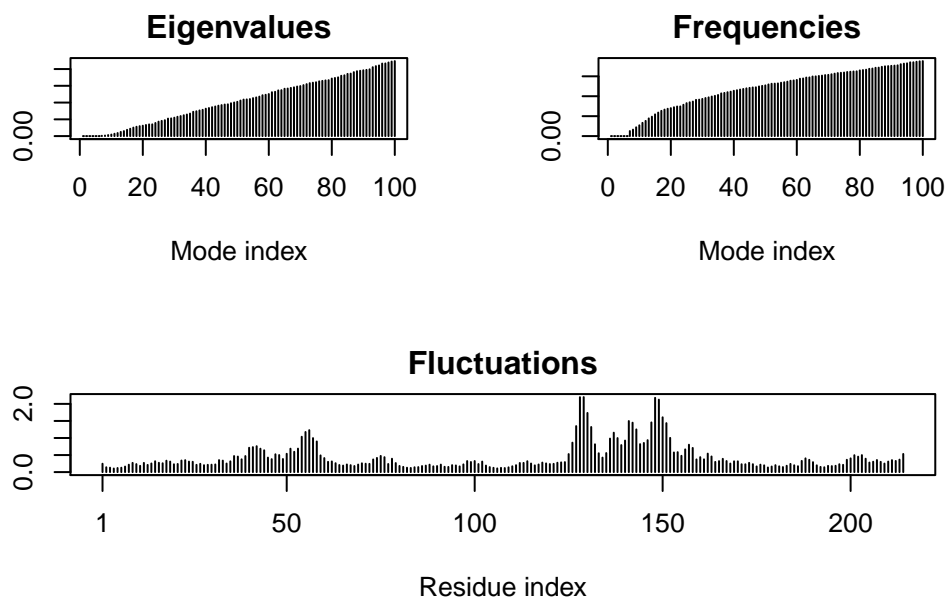 Eigenvalues
0.00
0 20 40 60 80 100
Mode index
Frequencies
0.00
0 20 40 60 80 100
Mode index
Fluctuations
0.0 2.0
1 50 100 150 200
Residue index